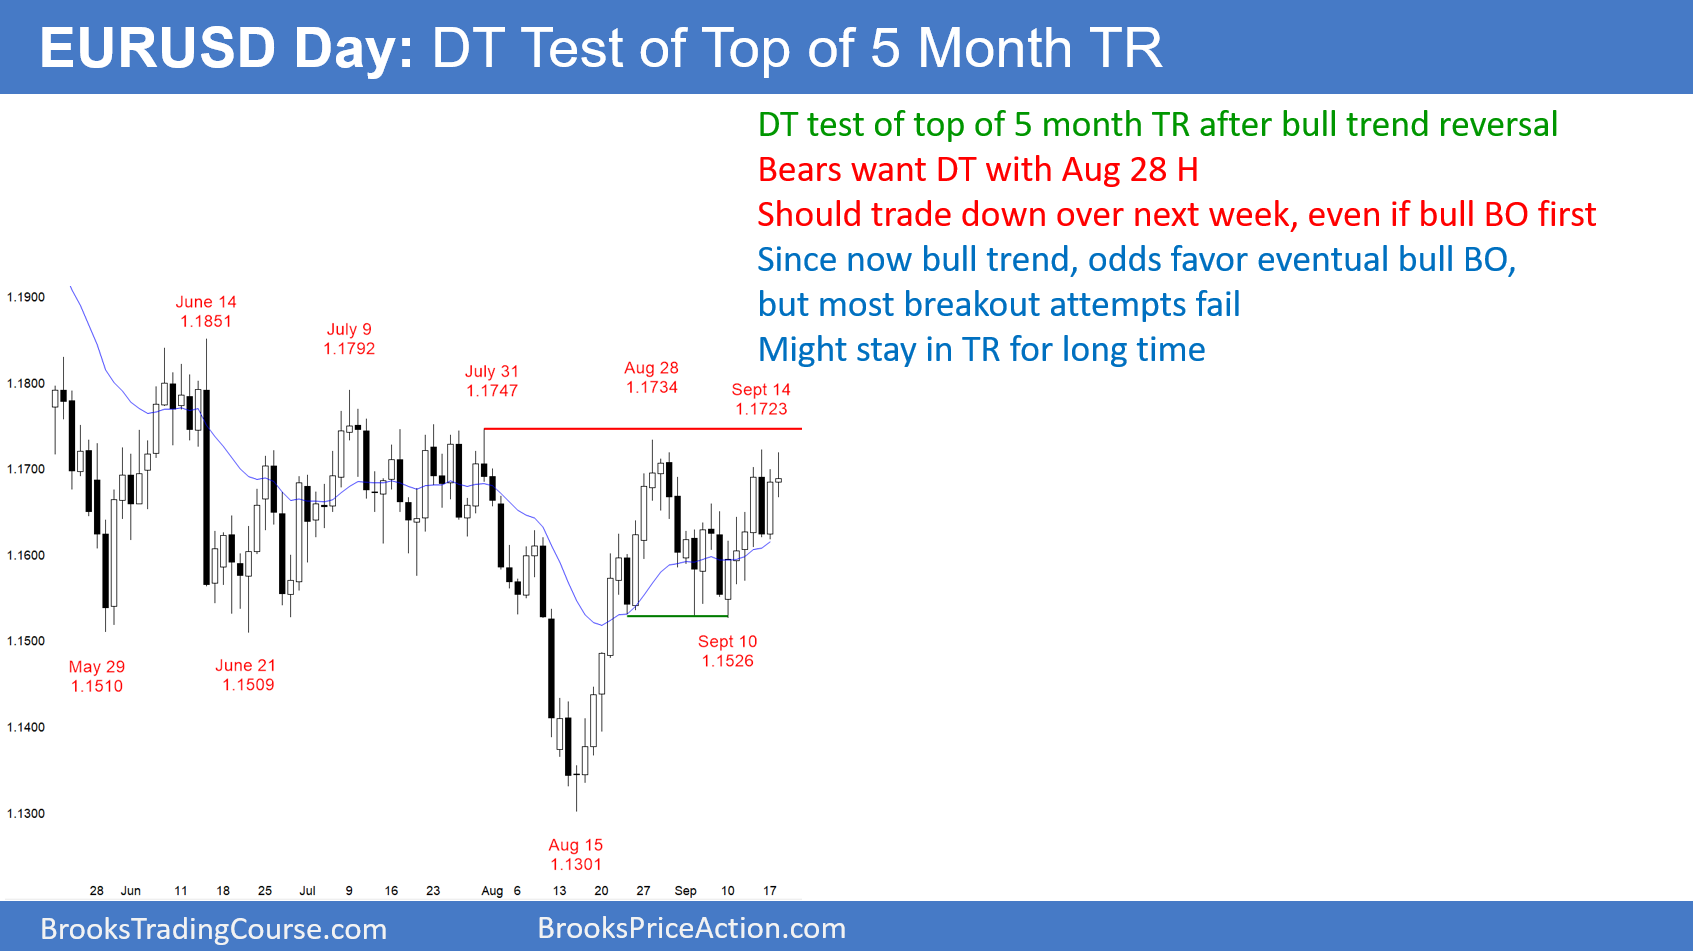 EURUSD Day: DT Test of Top of 5 Month TR
DT test of top of 5 month TR after bull trend reversal
Bears want DT with Aug 28 H
Should trade down over next week, even if bull BO first
Since now bull trend, odds favor eventual bull BO,
but most breakout attempts fail
Might stay in TR for long time
1.1900
1.1800
1.1700
1.1600
1.1500
1.1400
1.1300
June 14
1.1851
July 9
1.1792
July 31
1.1747
Aug 28
1.1734
Sept 14
1.1723
May 29
1.1510
June 21
1.1509
Sept 10
1.1526
Aug 15
1.1301
28 Jun 11 18 25 Jul 9 16 23 Aug 6 13 20 27 Sep 10 17
BrooksTradingCourse.com
BrooksPriceAction.com